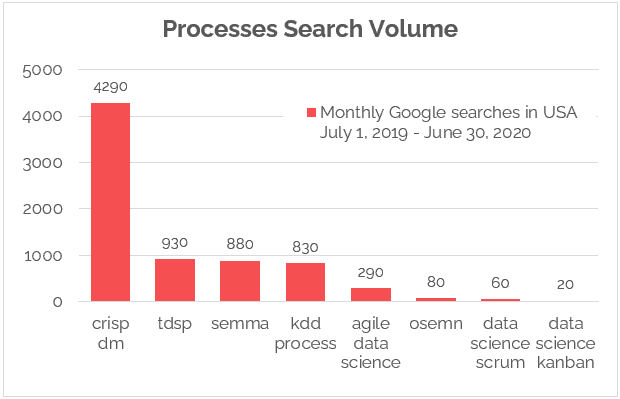 Processes Search Volume
5000
4000
3000
2000
1000
0
4290
930
880
830
290
80
60
20
Monthly Google searches in USA
July 1, 2019 - June 30, 2020
crisp
dm
tdsp
semma
kdd
process
agile
data
science
osemn
data
science
scrum
data
science
kanban